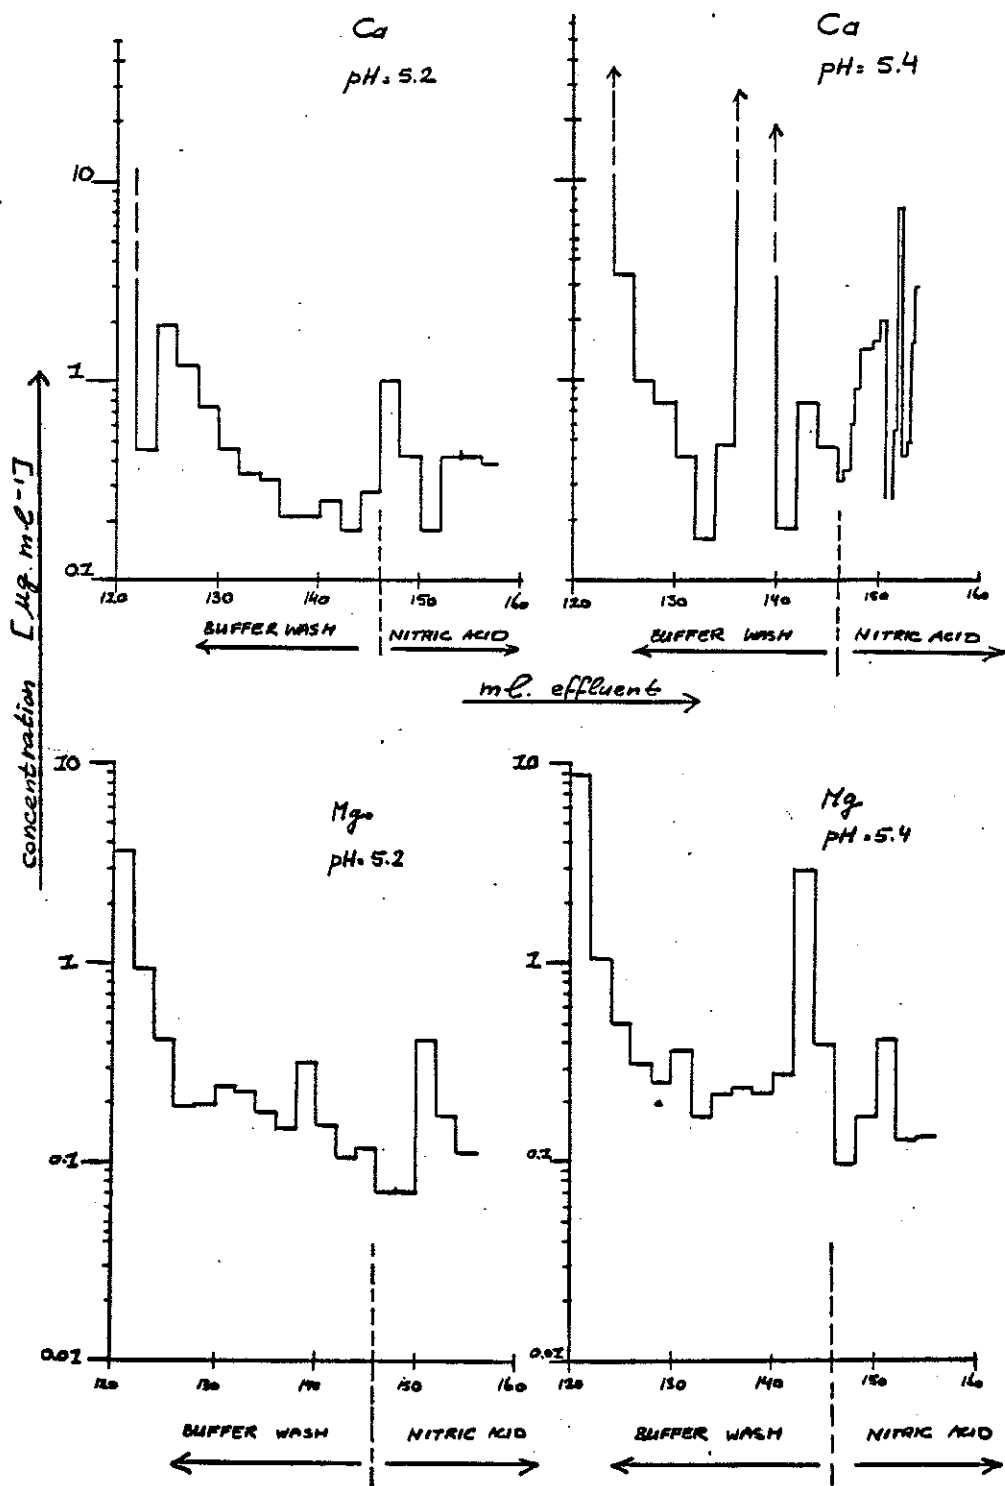 Ca
pH = 5.2
10
1
0.1
120 130 140 150 160
BUFFER WASH NITRIC ACID
Ca
pH = 5.4
120 130 140 150 160
BUFFER WASH NITRIC ACID
concentration [µg.ml-1]
ml. effluent
Mg
pH = 5.2
10
1
0.1
0.01
120 130 140 150 160
BUFFER WASH NITRIC ACID
Mg
pH = 5.4
10
1
0.1
0.01
120 130 140 150 160
BUFFER WASH NITRIC ACID